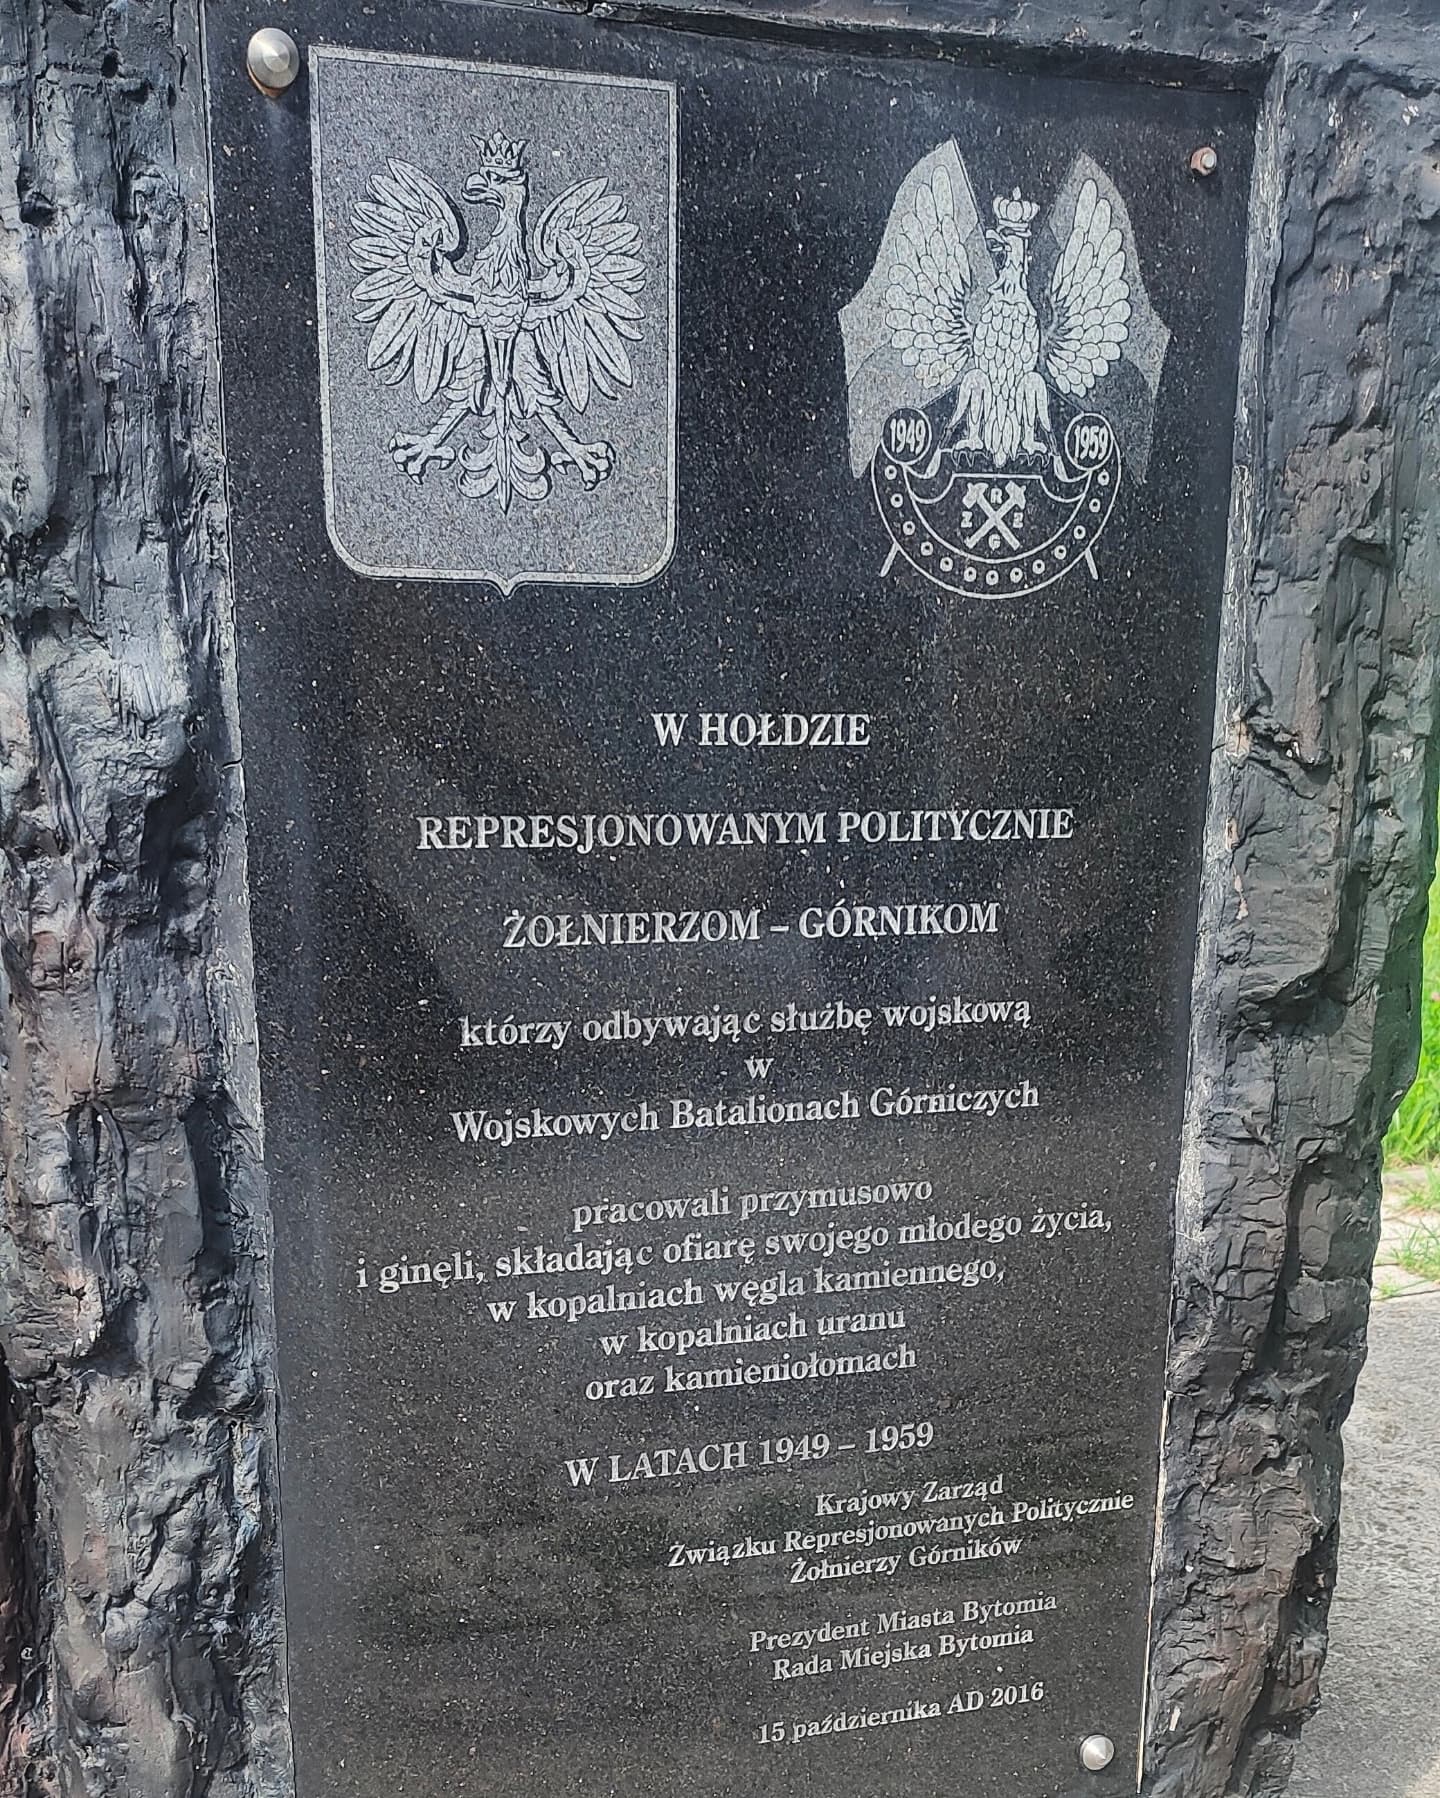 1949
1959
R
Z Z
G
W HOŁDZIE
REPRESJONOWANYM POLITYCZNIE
ŻOŁNIERZOM – GÓRNIKOM
którzy odbywając służbę wojskową
w
Wojskowych Batalionach Górniczych
pracowali przymusowo
i ginęli, składając ofiarę swojego młodego życia,
w kopalniach węgla kamiennego,
w kopalniach uranu
oraz kamieniołomach
W LATACH 1949 – 1959
Krajowy Zarząd
Związku Represjonowanych Politycznie
Żołnierzy Górników
Prezydent Miasta Bytomia
Rada Miejska Bytomia
15 października AD 2016